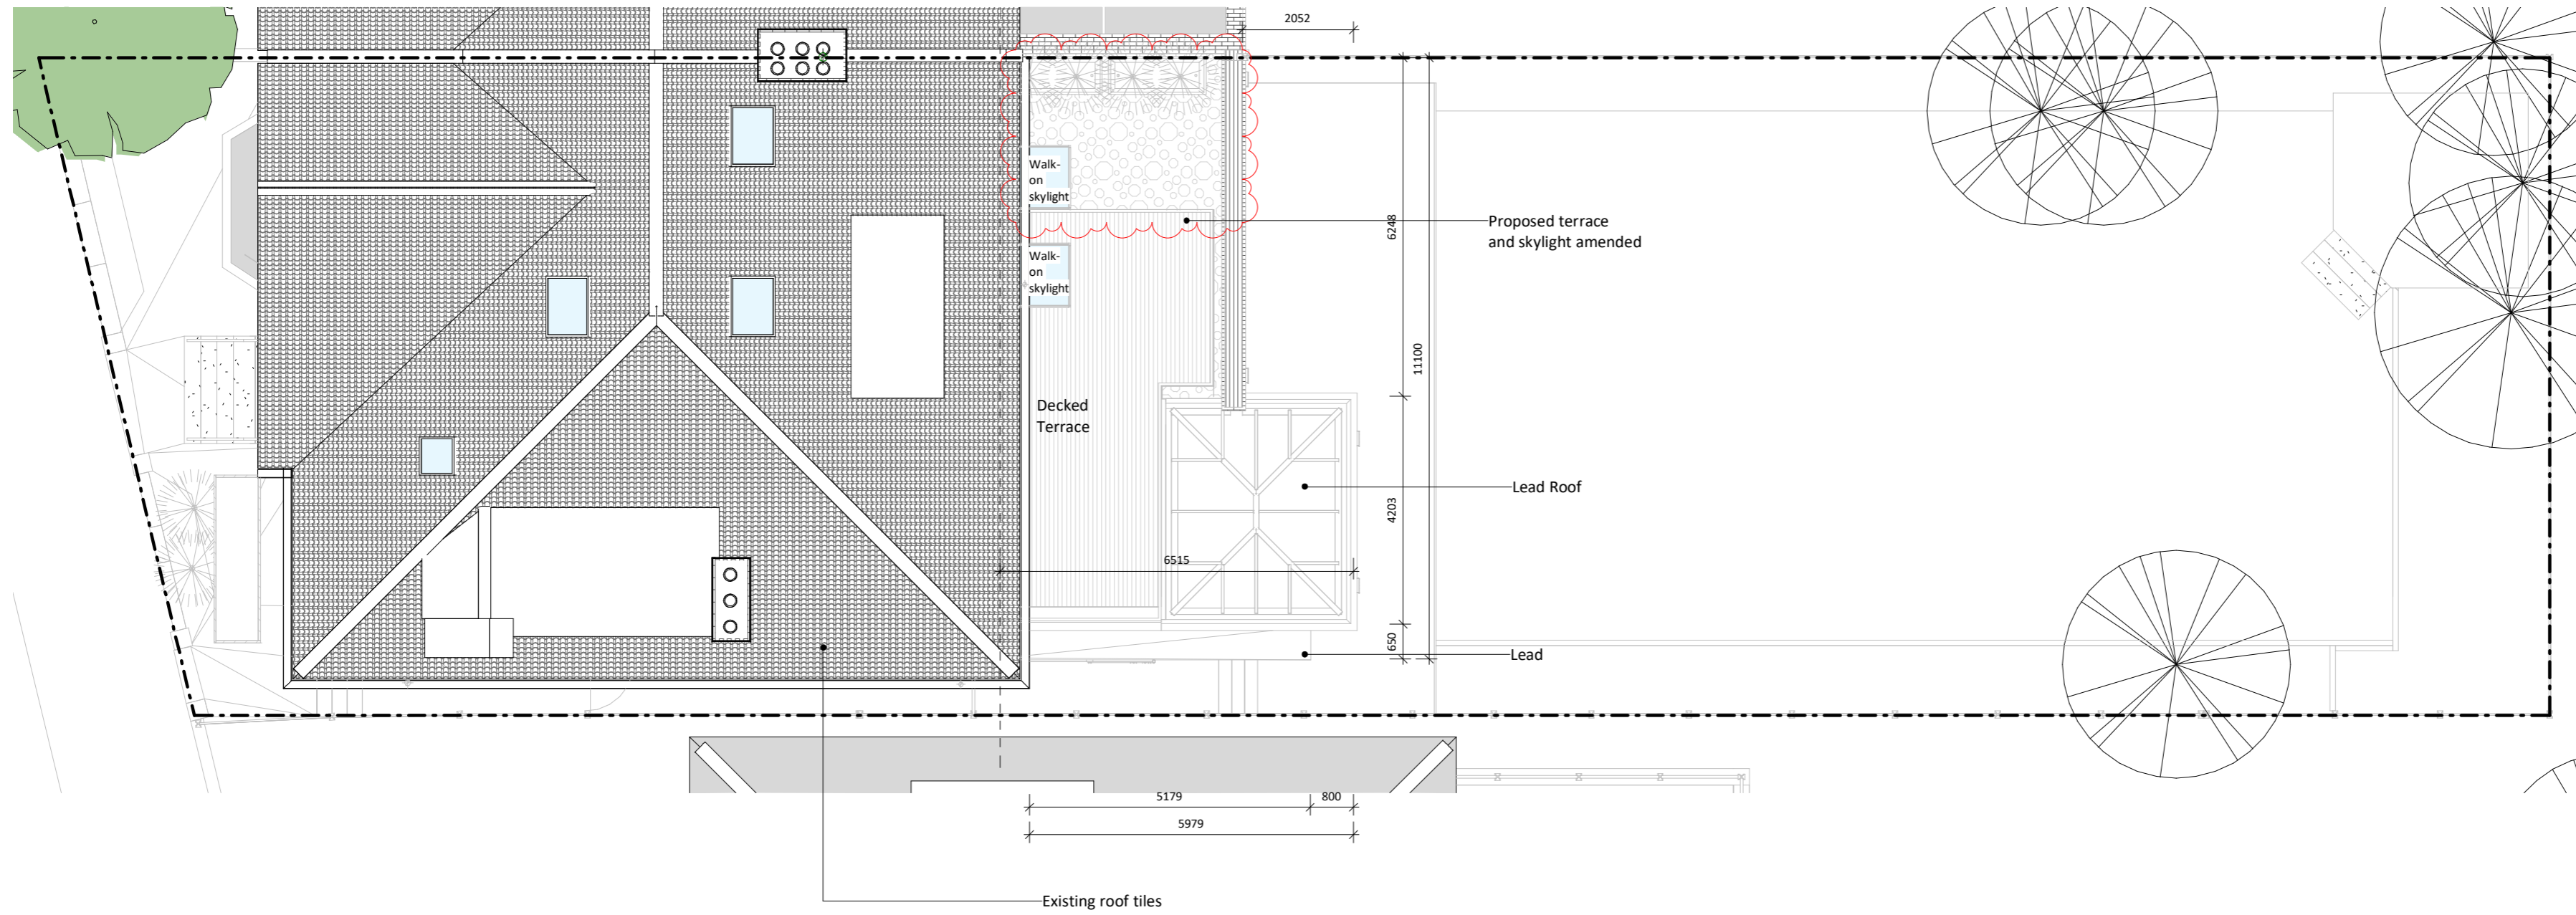 2052
Walk-
on
skylight
Proposed terrace
and skylight amended
6248
Walk-
on
skylight
11100
Decked
Terrace
Lead Roof
4203
6515
650
Lead
5179
800
5979
Existing roof tiles